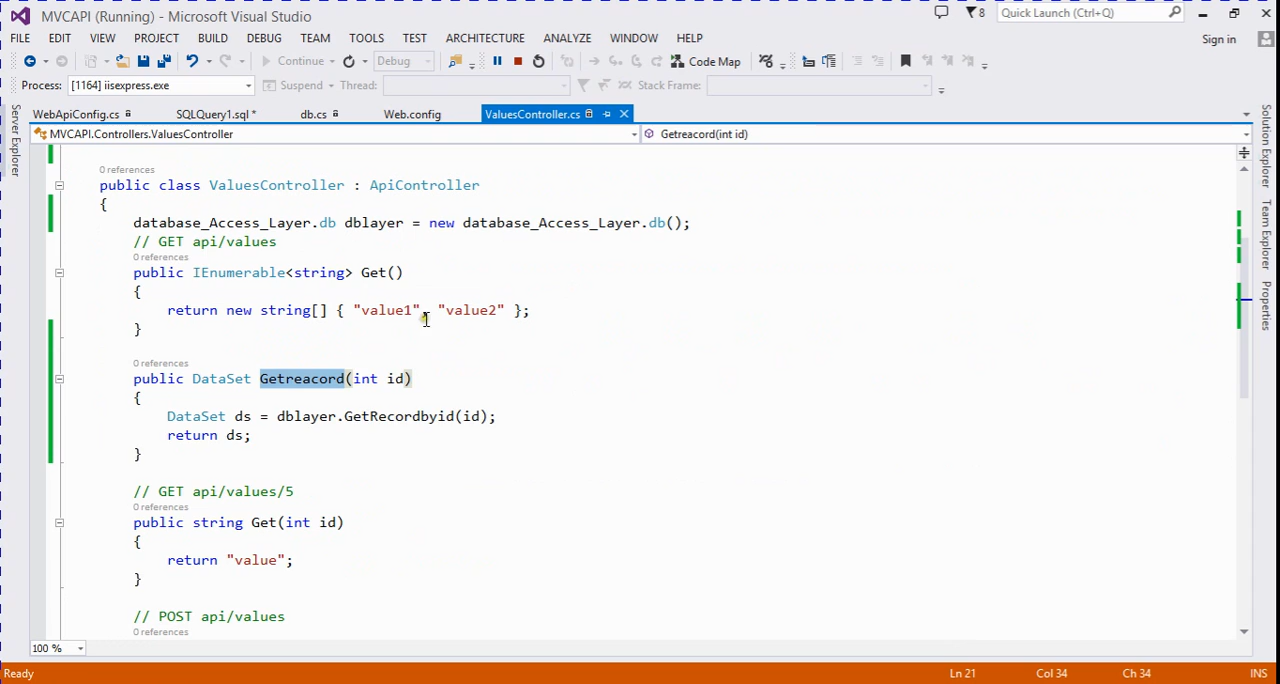 MVCAPI (Running) - Microsoft Visual Studio
8
Quick Launch (Ctrl+Q)
FILE EDIT VIEW PROJECT BUILD DEBUG TEAM TOOLS TEST ARCHITECTURE ANALYZE WINDOW HELP
Sign in
Continue Debug Code Map
Process: [1164] iisexpress.exe Suspend Thread: Stack Frame:
WebApiConfig.cs SQLQuery1.sql * db.cs Web.config ValuesController.cs
MVCAPI.Controllers.ValuesController Getreacord(int id)
Server Explorer
Solution Explorer
Team Explorer
Properties
0 references
public class ValuesController : ApiController
{
database_Access_Layer.db dblayer = new database_Access_Layer.db();
// GET api/values
0 references
public IEnumerable<string> Get()
{
return new string[] { "value1", "value2" };
}
0 references
public DataSet Getreacord(int id)
{
DataSet ds = dblayer.GetRecordbyid(id);
return ds;
}
// GET api/values/5
0 references
public string Get(int id)
{
return "value";
}
// POST api/values
0 references
100 %
Ready Ln 21 Col 34 Ch 34 INS